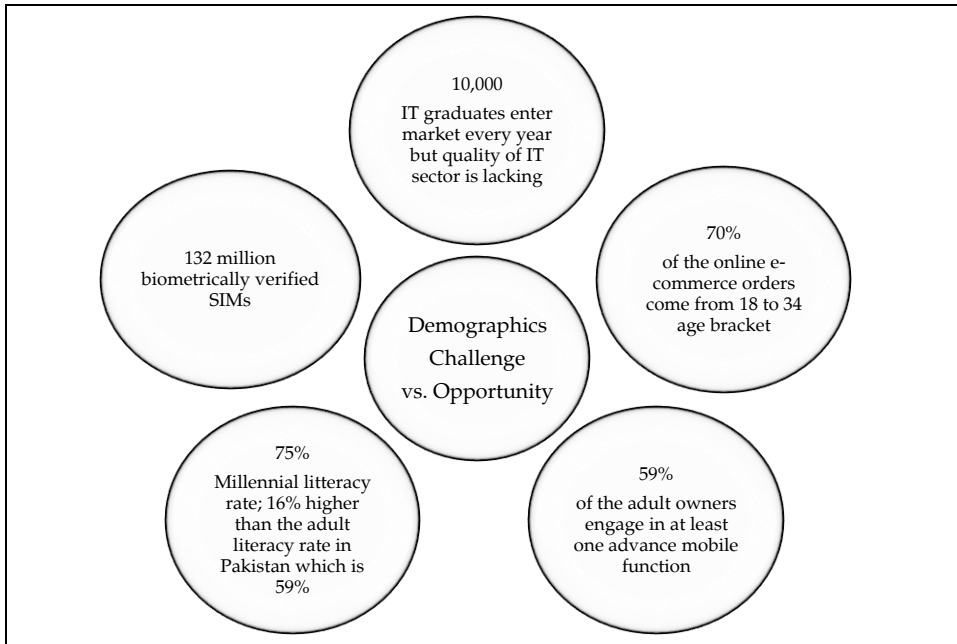 10,000
IT graduates enter
market every year
but quality of IT
sector is lacking
132 million
biometrically verified
SIMs
70%
of the online e-
commerce orders
come from 18 to 34
age bracket
Demographics
Challenge
vs. Opportunity
75%
Millennial litteracy
rate; 16% higher
than the adult
literacy rate in
Pakistan which is
59%
59%
of the adult owners
engage in at least
one advance mobile
function